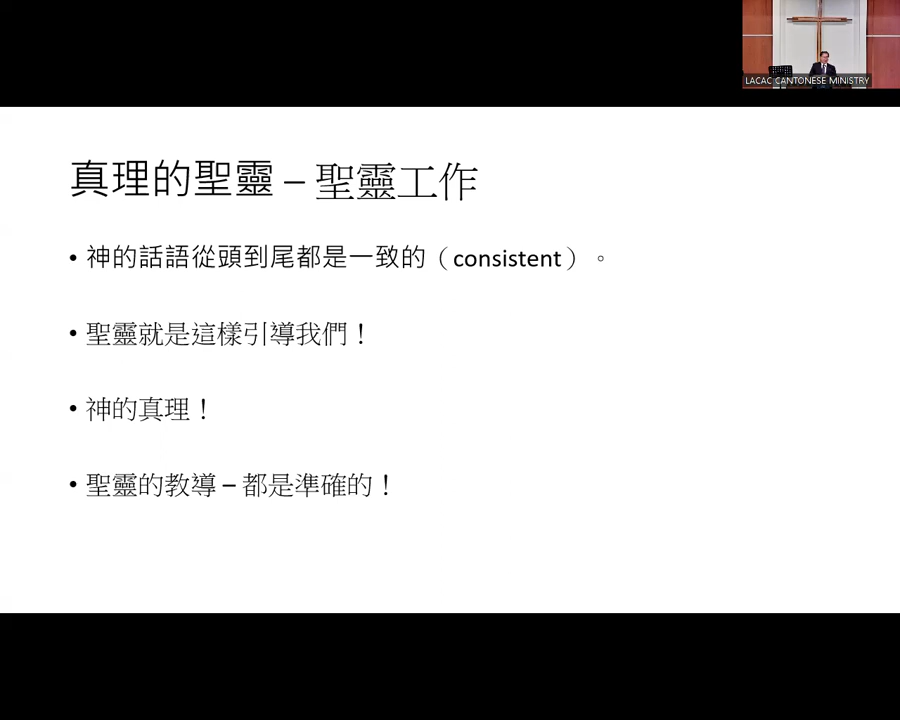 LACAC CANTONESE MINISTRY
真理的聖靈 – 聖靈工作
• 神的話語從頭到尾都是一致的（consistent）。
• 聖靈就是這樣引導我們！
• 神的真理！
• 聖靈的教導 – 都是準確的！